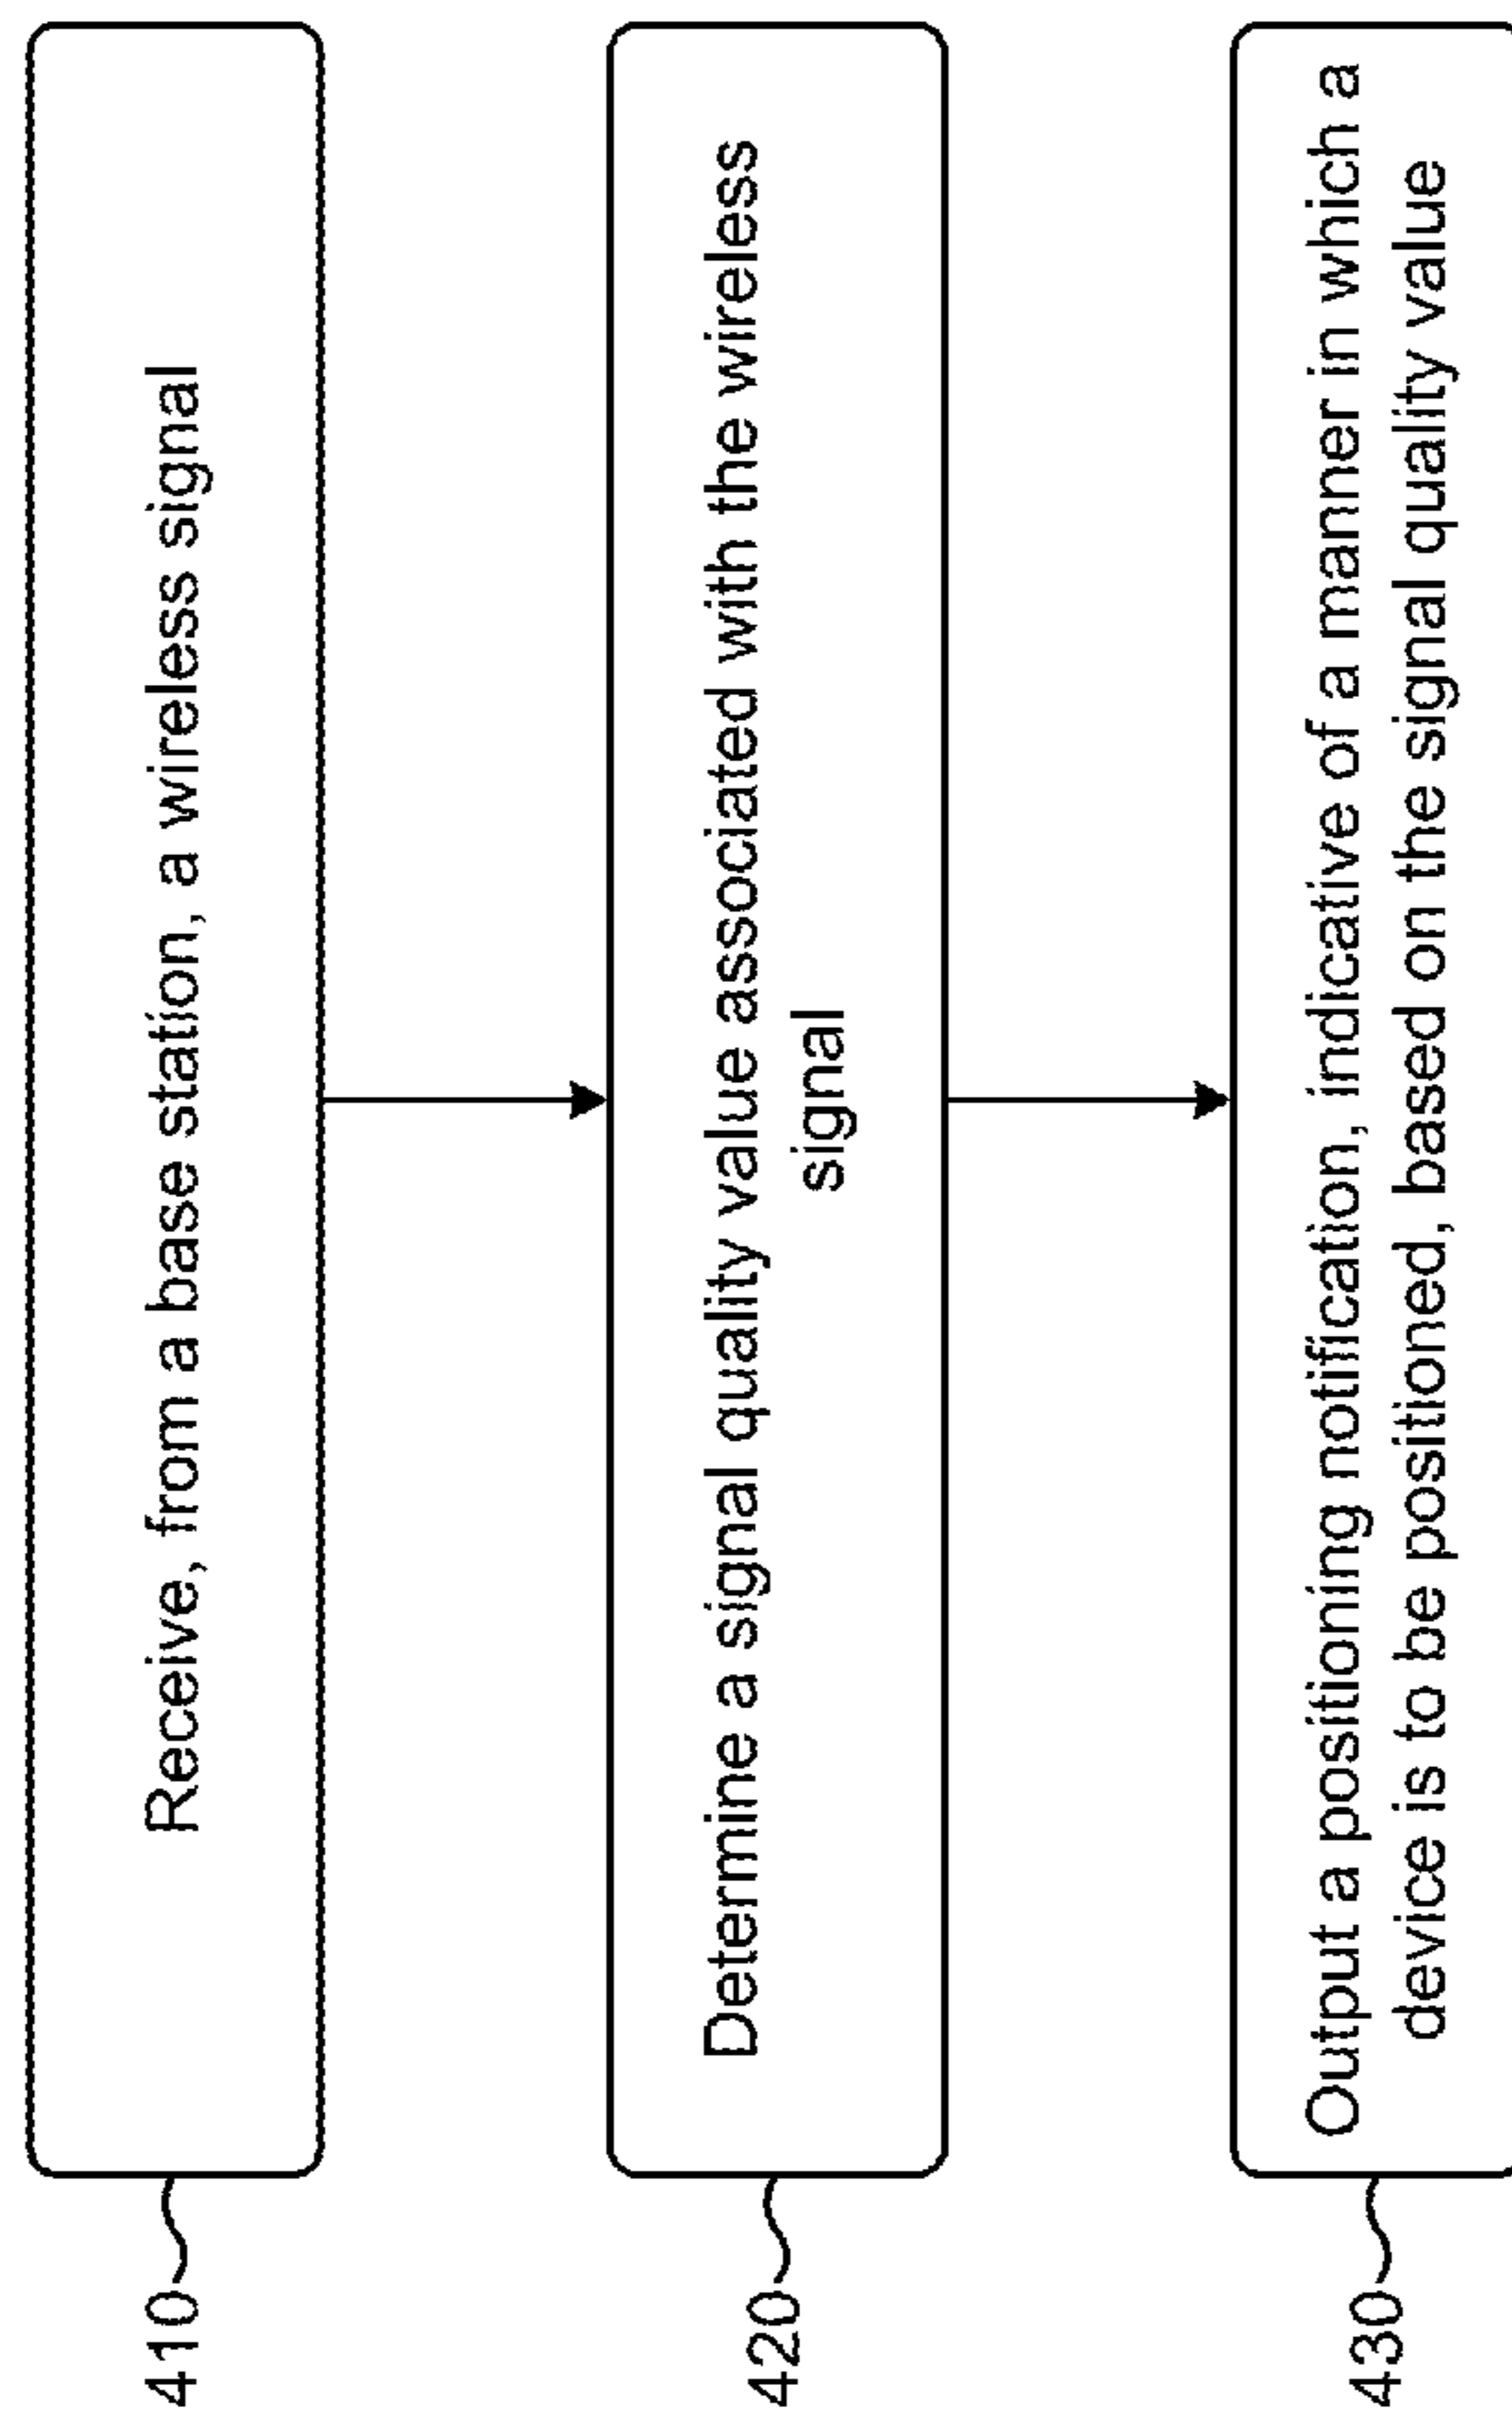 410
Receive, from a base station, a wireless signal
420
Determine a signal quality value associated with the wireless
signal
430
Output a positioning notification, indicative of a manner in which a
device is to be positioned, based on the signal quality value